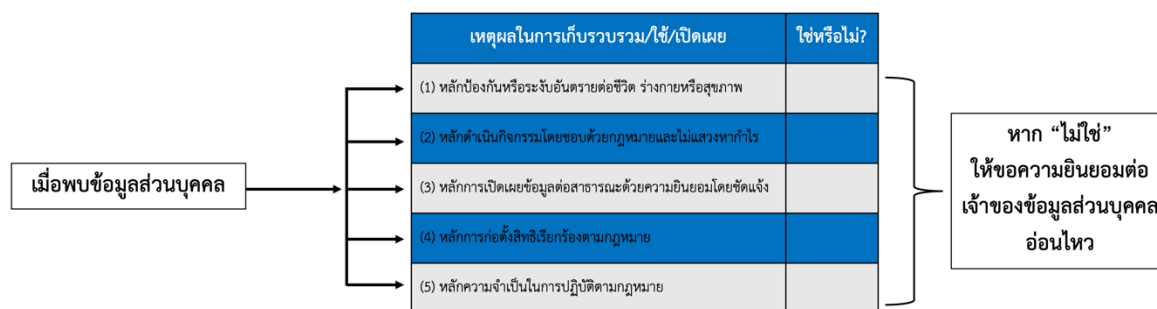 เหตุผลในการเก็บรวบรวม/ใช้/เปิดเผย
ใช่หรือไม่?
เมื่อพบข้อมูลส่วนบุคคล
(1) หลักป้องกันหรือระงับอันตรายต่อชีวิต ร่างกายหรือสุขภาพ
(2) หลักดำเนินกิจกรรมโดยชอบด้วยกฎหมายและไม่แสวงหากำไร
(3) หลักการเปิดเผยข้อมูลต่อสาธารณะด้วยความยินยอมโดยชัดแจ้ง
(4) หลักการก่อตั้งสิทธิเรียกร้องตามกฎหมาย
(5) หลักความจำเป็นในการปฏิบัติตามกฎหมาย
หาก “ไม่ใช่”
ให้ขอความยินยอมต่อ
เจ้าของข้อมูลส่วนบุคคล
อ่อนไหว